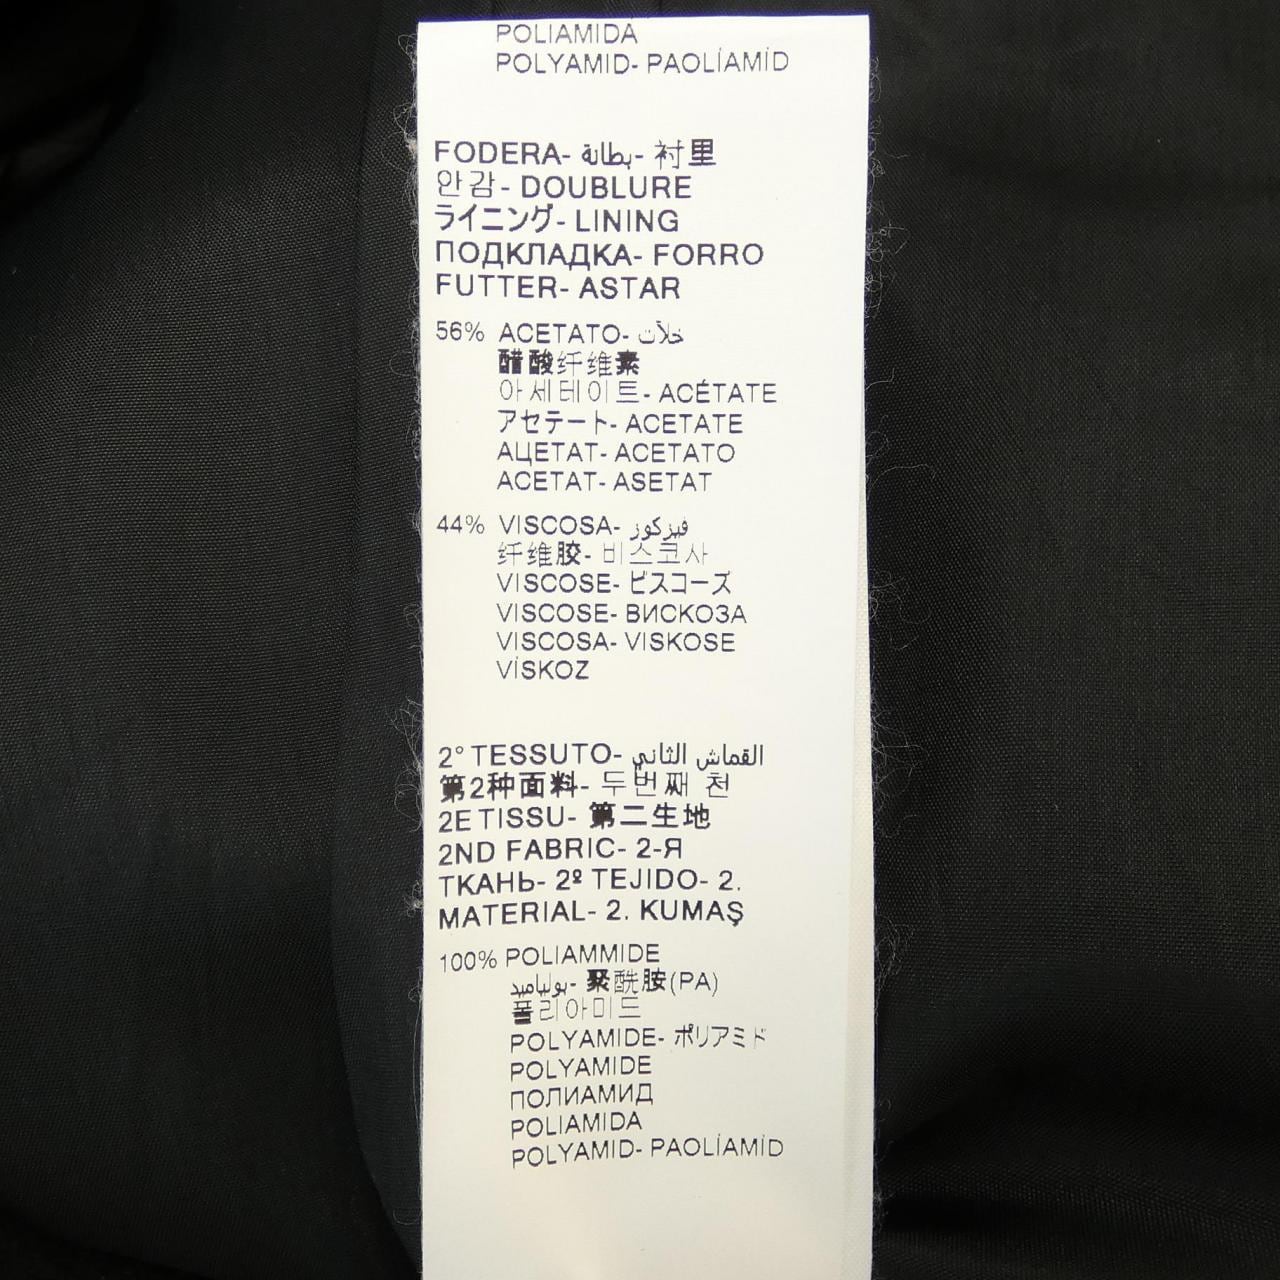 POLIAMIDA
POLYAMID- PAOLÍAMİD
FODERA- بطانة- 衬里
안감- DOUBLURE
ライニング- LINING
ПОДКЛАДКА- FORRO
FUTTER- ASTAR
56% ACETATO- خلات
醋酸纤维素
아세테이트- ACÉTATE
アセテート- ACETATE
АЦЕТАТ- ACETATO
ACETAT- ASETAT
44% VISCOSA- فيزكوز
纤维胶- 비스코사
VISCOSE- ビスコーズ
VISCOSE- ВИСКОЗА
VISCOSA- VISKOSE
VİSKOZ
2° TESSUTO- القماش الثاني
第2种面料- 두번째 천
2E TISSU- 第二生地
2ND FABRIC- 2-Я
ТКАНЬ- 2º TEJIDO- 2.
MATERIAL- 2. KUMAŞ
100% POLIAMMIDE
بولياميد- 聚酰胺(PA)
폴리아미드
POLYAMIDE- ポリアミド
POLYAMIDE
ПОЛИАМИД
POLIAMIDA
POLYAMID- PAOLÍAMİD